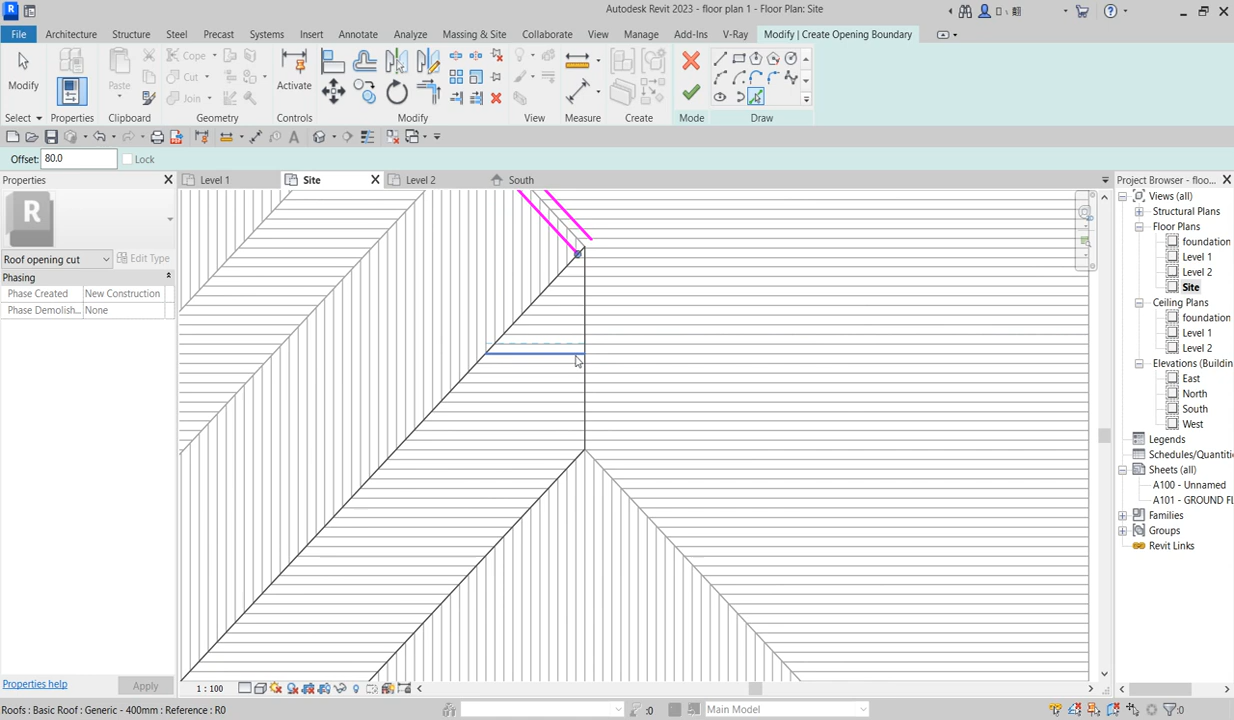 R
Autodesk Revit 2023 - floor plan 1 - Floor Plan: Site
File Architecture Structure Steel Precast Systems Insert Annotate Analyze Massing & Site Collaborate View Manage Add-Ins V-Ray Modify | Create Opening Boundary
Cope
Modify Paste Cut Activate
Join
Select Properties Clipboard Geometry Controls Modify View Measure Create Mode Draw
Offset: 80.0 Lock
Properties Level 1 Site Level 2 South Project Browser - floo...
R
Views (all)
Structural Plans
Floor Plans
foundation
Roof opening cut Edit Type
Level 1
Phasing
Level 2
Phase Created New Construction
Site
Phase Demolish... None
Ceiling Plans
foundation
Level 1
Level 2
Elevations (Buildin
East
North
South
West
Legends
Schedules/Quantiti
Sheets (all)
A100 - Unnamed
A101 - GROUND FL
Families
Groups
Revit Links
Properties help Apply 1 : 100
Roofs : Basic Roof : Generic - 400mm : Reference : R0 :0 Main Model :0